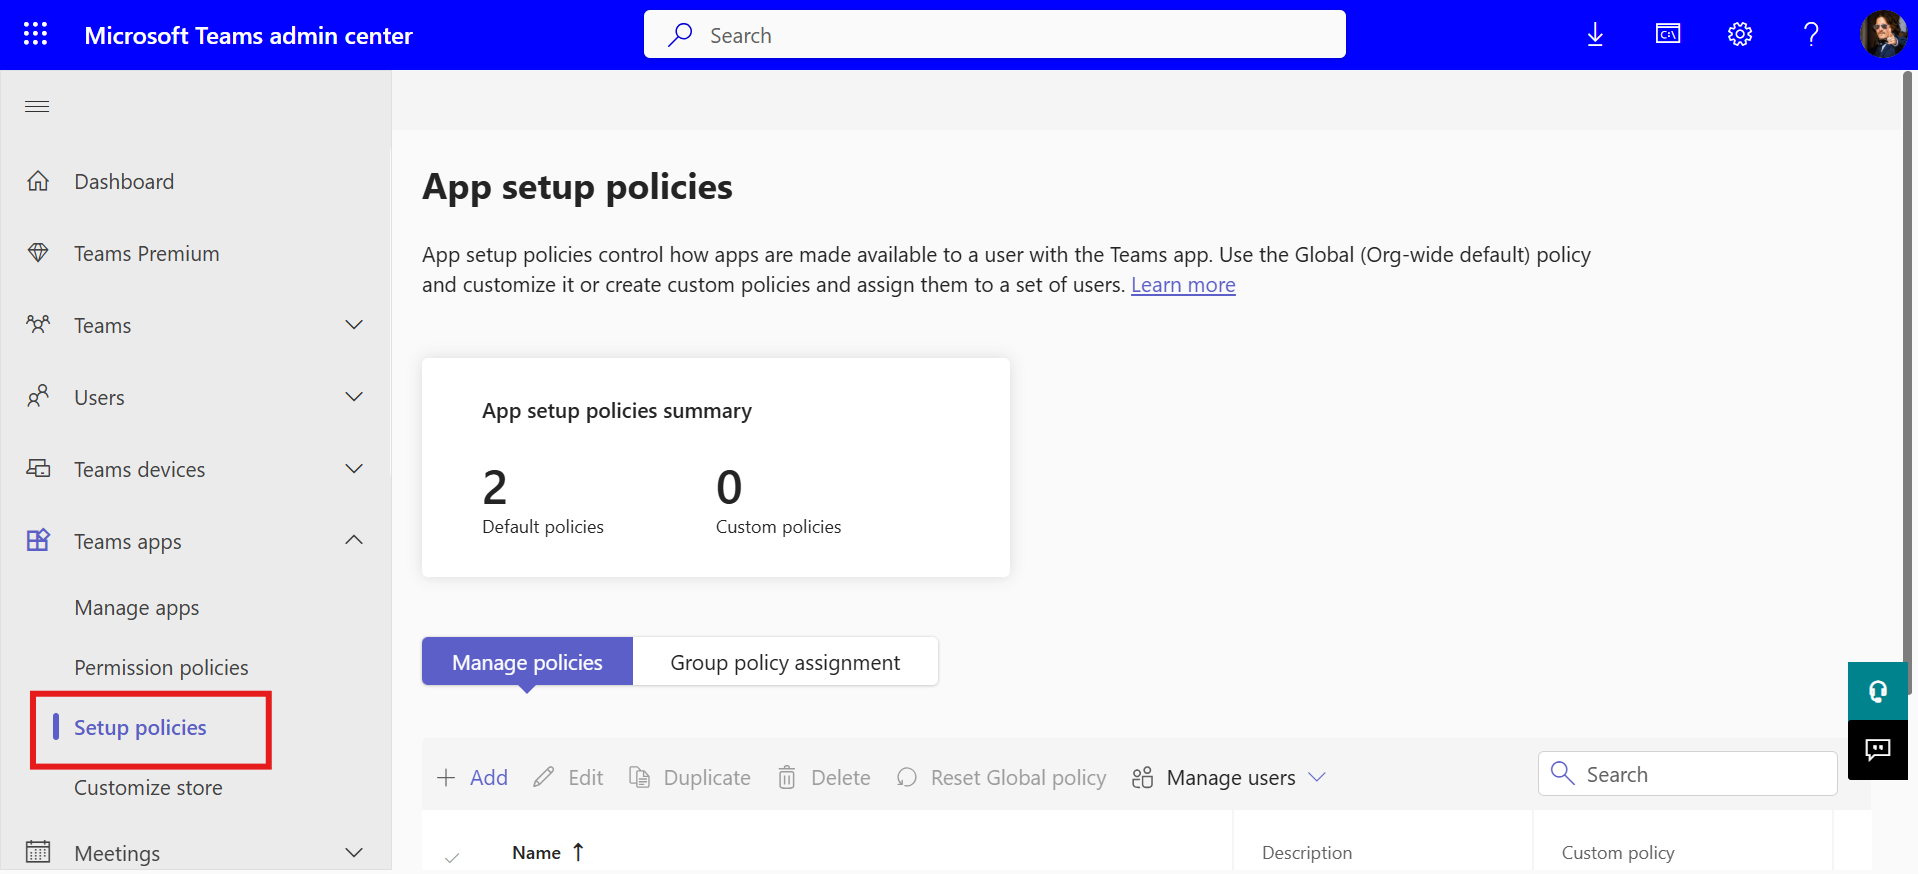 Microsoft Teams admin center
Search
C:\
Dashboard
Teams Premium
Teams
Users
Teams devices
Teams apps
Manage apps
Permission policies
Setup policies
Customize store
Meetings
App setup policies
App setup policies control how apps are made available to a user with the Teams app. Use the Global (Org-wide default) policy
and customize it or create custom policies and assign them to a set of users. Learn more
App setup policies summary
2 0
Default policies Custom policies
Manage policies Group policy assignment
Add Edit Duplicate Delete Reset Global policy Manage users Search
Name ↑ Description Custom policy